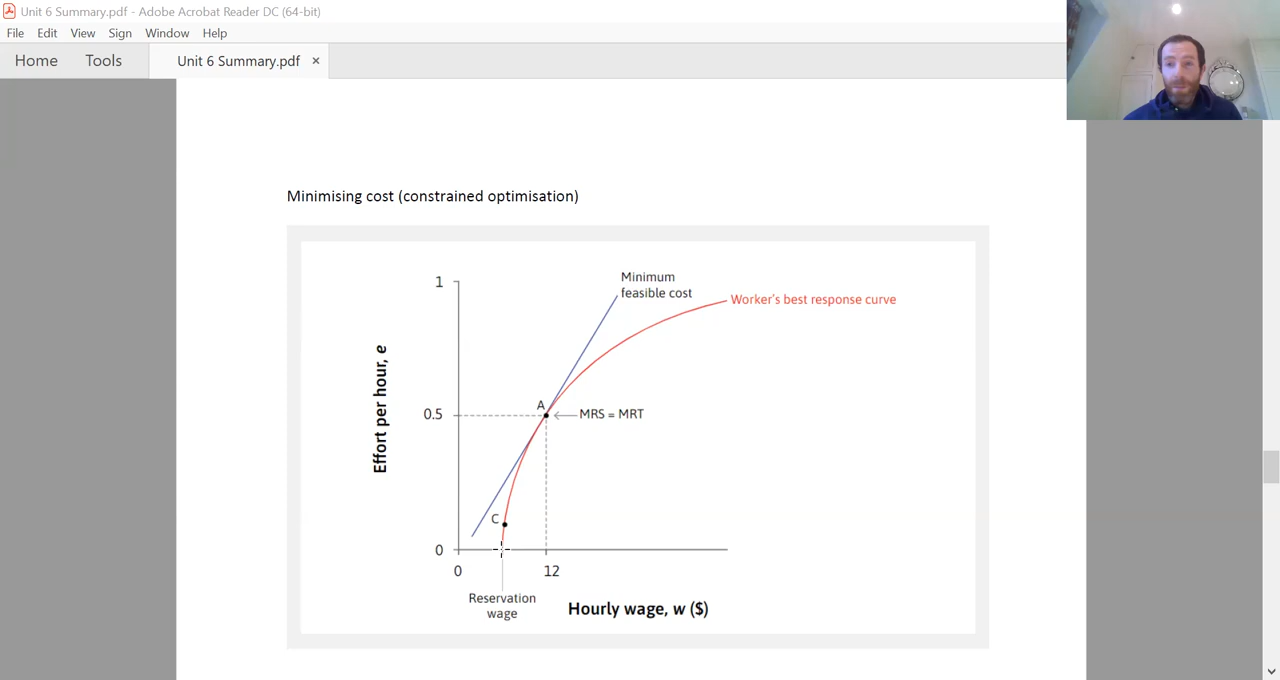 Unit 6 Summary.pdf - Adobe Acrobat Reader DC (64-bit)
File Edit View Sign Window Help
Home Tools Unit 6 Summary.pdf ×
Minimising cost (constrained optimisation)
Minimum
feasible cost
Worker's best response curve
1
A
MRS = MRT
0.5
Effort per hour, e
C
0
0
12
Reservation
wage
Hourly wage, w ($)